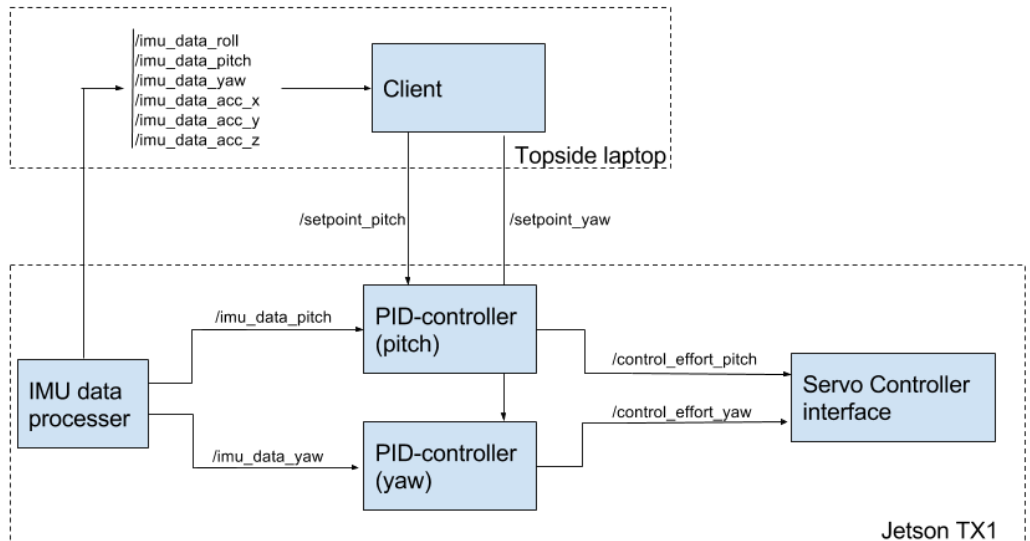 /imu_data_roll
/imu_data_pitch
/imu_data_yaw
/imu_data_acc_x
/imu_data_acc_y
/imu_data_acc_z
Client
Topside laptop
/setpoint_pitch
/setpoint_yaw
/imu_data_pitch
PID-controller
(pitch)
/control_effort_pitch
IMU data
processer
Servo Controller
interface
/control_effort_yaw
/imu_data_yaw
PID-controller
(yaw)
Jetson TX1